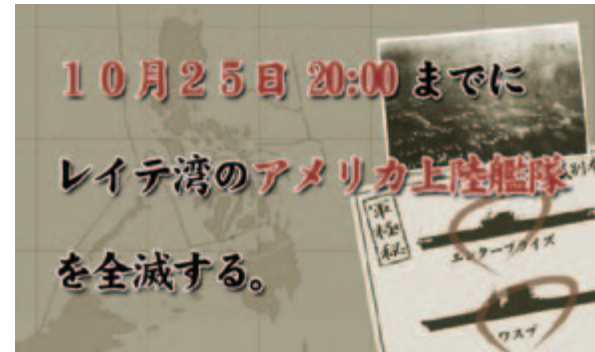 10月25日 20:00 までに
レイテ湾のアメリカ上陸艦隊
を全滅する。
軍極秘
エンタープライズ
ワスプ